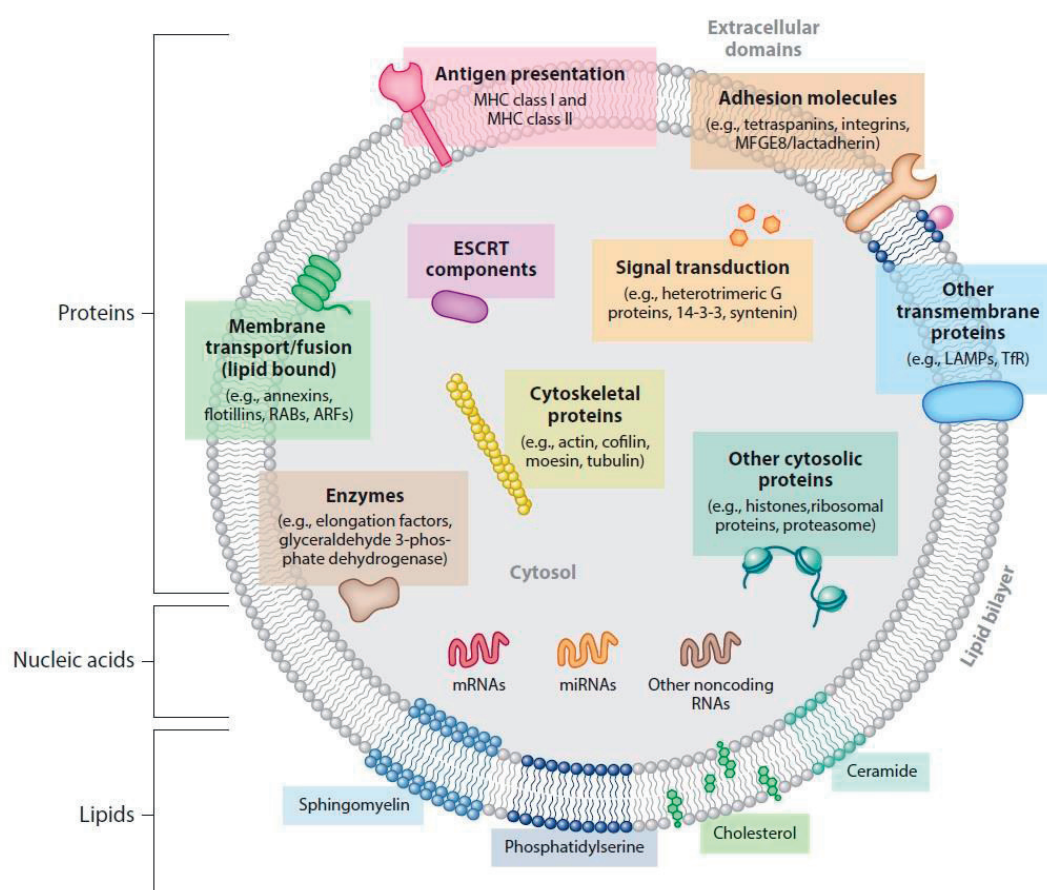 Extracellular
domains
Antigen presentation
MHC class I and
MHC class II
Adhesion molecules
(e.g., tetraspanins, integrins,
MFGE8/lactadherin)
ESCRT
components
Signal transduction
(e.g., heterotrimeric G
proteins, 14-3-3, syntenin)
Other
transmembrane
proteins
(e.g., LAMPs, TfR)
Proteins
Membrane
transport/fusion
(lipid bound)
(e.g., annexins,
flotillins, RABs, ARFs)
Cytoskeletal
proteins
(e.g., actin, cofilin,
moesin, tubulin)
Other cytosolic
proteins
(e.g., histones,ribosomal
proteins, proteasome)
Enzymes
(e.g., elongation factors,
glyceraldehyde 3-phos-
phate dehydrogenase)
Cytosol
Lipid bilayer
Nucleic acids
mRNAs
miRNAs
Other noncoding
RNAs
Lipids
Sphingomyelin
Phosphatidylserine
Cholesterol
Ceramide